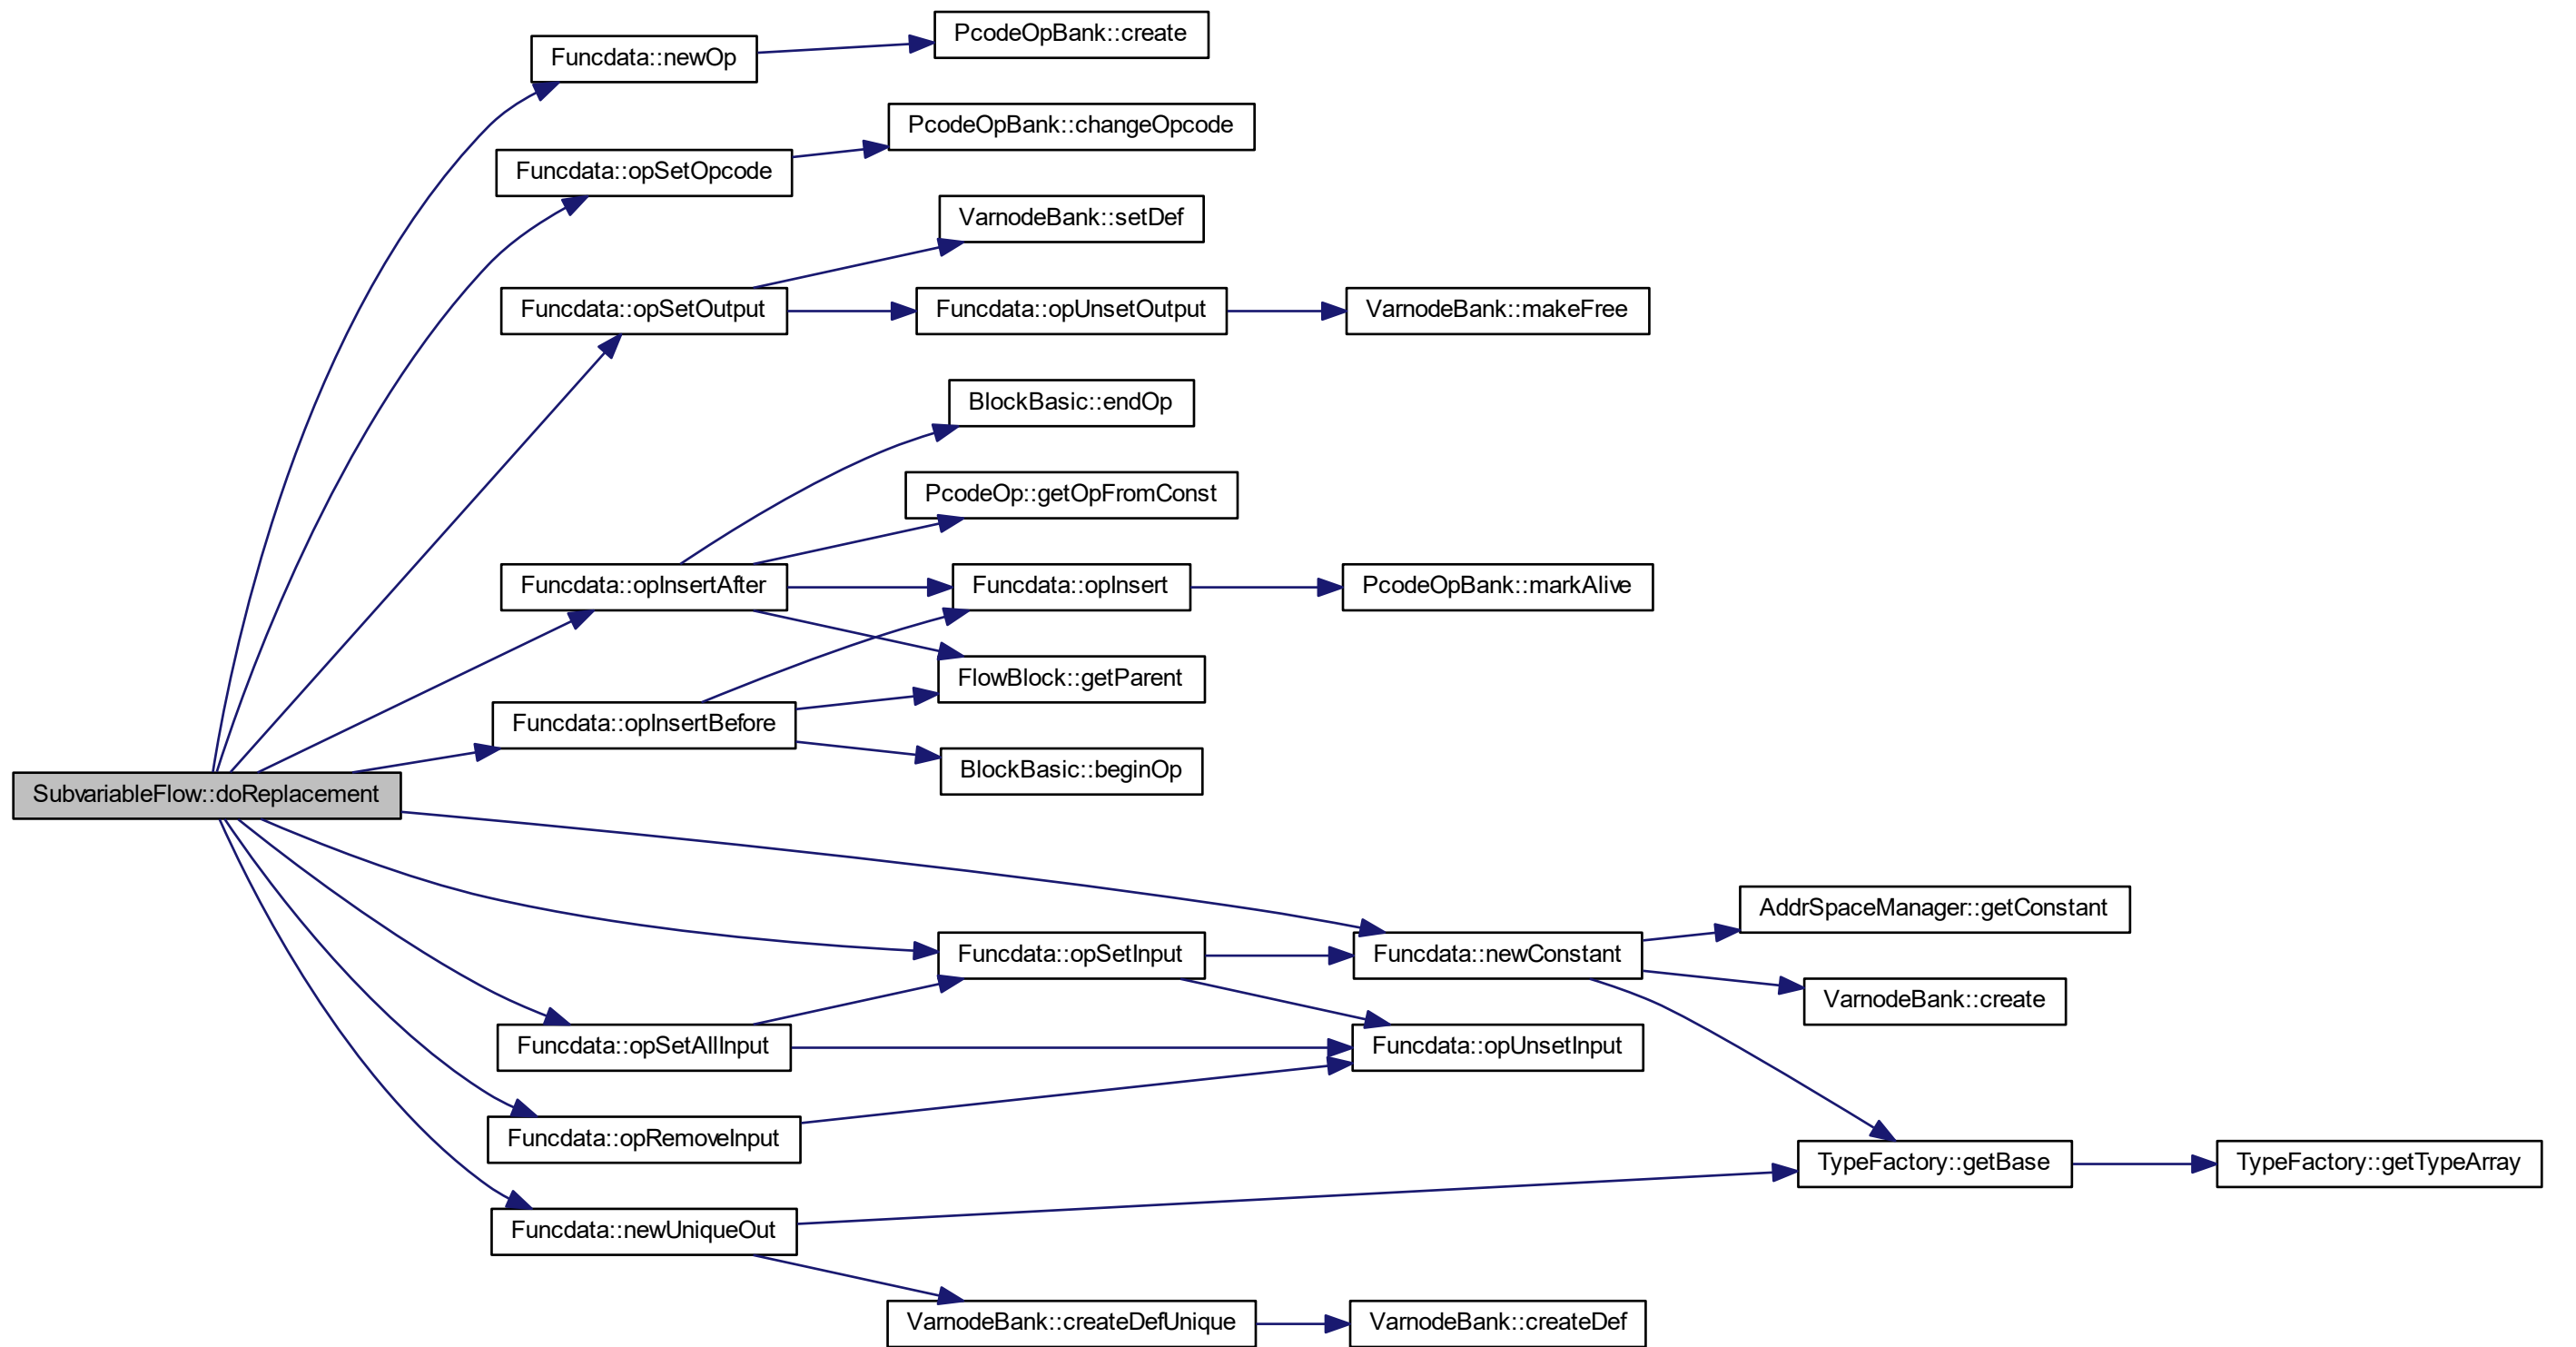 PcodeOpBank::create
Funcdata::newOp
PcodeOpBank::changeOpcode
Funcdata::opSetOpcode
VarnodeBank::setDef
Funcdata::opSetOutput
Funcdata::opUnsetOutput
VarnodeBank::makeFree
BlockBasic::endOp
PcodeOp::getOpFromConst
Funcdata::opInsertAfter
Funcdata::opInsert
PcodeOpBank::markAlive
FlowBlock::getParent
Funcdata::opInsertBefore
BlockBasic::beginOp
SubvariableFlow::doReplacement
AddrSpaceManager::getConstant
Funcdata::opSetInput
Funcdata::newConstant
VarnodeBank::create
Funcdata::opSetAllInput
Funcdata::opUnsetInput
Funcdata::opRemoveInput
TypeFactory::getBase
TypeFactory::getTypeArray
Funcdata::newUniqueOut
VarnodeBank::createDefUnique
VarnodeBank::createDef